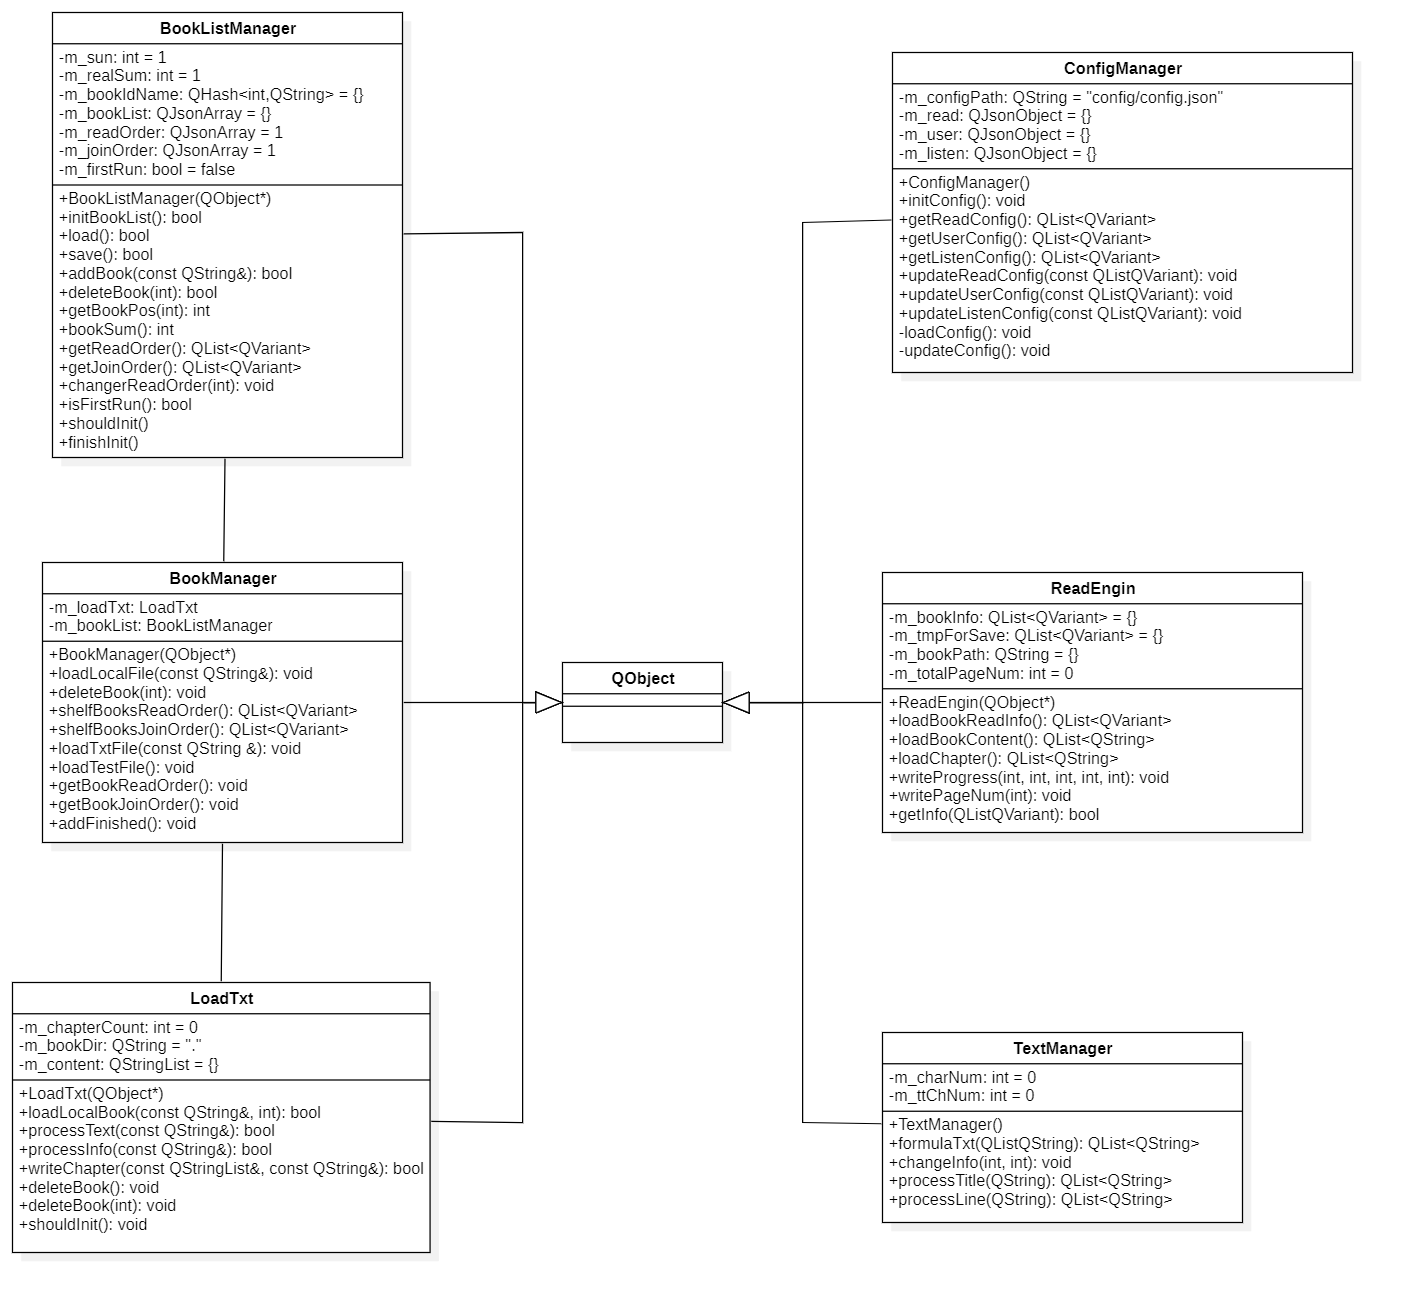 BookListManager
-m_sun: int = 1
-m_realSum: int = 1
-m_bookIdName: QHash<int,QString> = {}
-m_bookList: QJsonArray = {}
-m_readOrder: QJsonArray = 1
-m_joinOrder: QJsonArray = 1
-m_firstRun: bool = false
+BookListManager(QObject*)
+initBookList(): bool
+load(): bool
+save(): bool
+addBook(const QString&): bool
+deleteBook(int): bool
+getBookPos(int): int
+bookSum(): int
+getReadOrder(): QList<QVariant>
+getJoinOrder(): QList<QVariant>
+changerReadOrder(int): void
+isFirstRun(): bool
+shouldInit()
+finishInit()
BookManager
-m_loadTxt: LoadTxt
-m_bookList: BookListManager
+BookManager(QObject*)
+loadLocalFile(const QString&): void
+deleteBook(int): void
+shelfBooksReadOrder(): QList<QVariant>
+shelfBooksJoinOrder(): QList<QVariant>
+loadTxtFile(const QString &): void
+loadTestFile(): void
+getBookReadOrder(): void
+getBookJoinOrder(): void
+addFinished(): void
LoadTxt
-m_chapterCount: int = 0
-m_bookDir: QString = "."
-m_content: QStringList = {}
+LoadTxt(QObject*)
+loadLocalBook(const QString&, int): bool
+processText(const QString&): bool
+processInfo(const QString&): bool
+writeChapter(const QStringList&, const QString&): bool
+deleteBook(): void
+deleteBook(int): void
+shouldInit(): void
QObject
ConfigManager
-m_configPath: QString = "config/config.json"
-m_read: QJsonObject = {}
-m_user: QJsonObject = {}
-m_listen: QJsonObject = {}
+ConfigManager()
+initConfig(): void
+getReadConfig(): QList<QVariant>
+getUserConfig(): QList<QVariant>
+getListenConfig(): QList<QVariant>
+updateReadConfig(const QListQVariant): void
+updateUserConfig(const QListQVariant): void
+updateListenConfig(const QListQVariant): void
-loadConfig(): void
-updateConfig(): void
ReadEngin
-m_bookInfo: QList<QVariant> = {}
-m_tmpForSave: QList<QVariant> = {}
-m_bookPath: QString = {}
-m_totalPageNum: int = 0
+ReadEngin(QObject*)
+loadBookReadInfo(): QList<QVariant>
+loadBookContent(): QList<QString>
+loadChapter(): QList<QString>
+writeProgress(int, int, int, int, int): void
+writePageNum(int): void
+getInfo(QListQVariant): bool
TextManager
-m_charNum: int = 0
-m_ttChNum: int = 0
+TextManager()
+formulaTxt(QListQString): QList<QString>
+changeInfo(int, int): void
+processTitle(QString): QList<QString>
+processLine(QString): QList<QString>